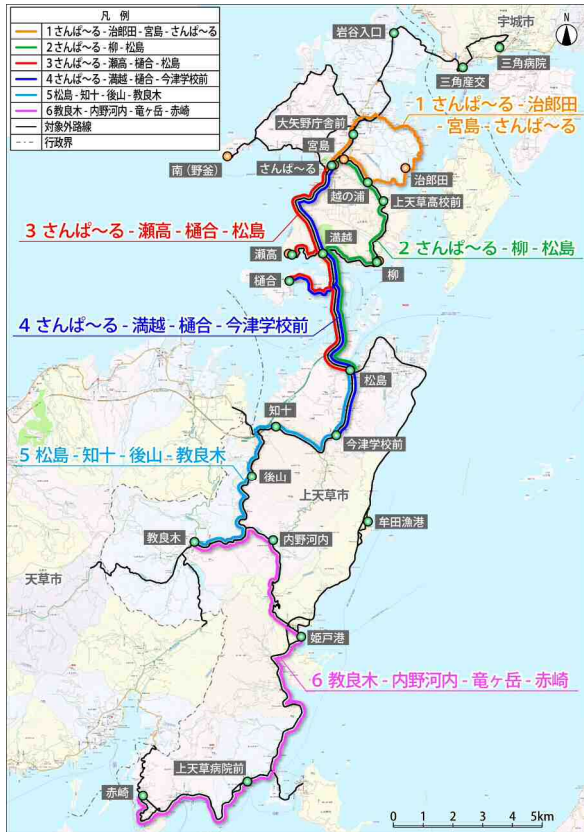 凡 例
1 さんぱ～る - 治郎田 - 宮島 - さんぱ～る
2 さんぱ～る - 柳 - 松島
3 さんぱ～る - 瀬高 - 樋合 - 松島
4 さんぱ～る - 満越 - 樋合 - 今津学校前
5 松島 - 知十 - 後山 - 教良木
6 教良木 - 内野河内 - 竜ヶ岳 - 赤崎
対象外路線
行政界
宇城市
N
岩谷入口
三角病院
三角産交
1 さんぱ～る - 治郎田
- 宮島 - さんぱ～る
大矢野庁舎前
宮島
さんぱ～る
南（野釜）
治郎田
越の浦
上天草高校前
3 さんぱ～る - 瀬高 - 樋合 - 松島
満越
瀬高
2 さんぱ～る - 柳 - 松島
柳
樋合
4 さんぱ～る - 満越 - 樋合 - 今津学校前
松島
知十
今津学校前
5 松島 - 知十 - 後山 - 教良木
後山
上天草市
牟田漁港
教良木
内野河内
天草市
姫戸港
6 教良木 - 内野河内 - 竜ヶ岳 - 赤崎
上天草病院前
赤崎
0 1 2 3 4 5km